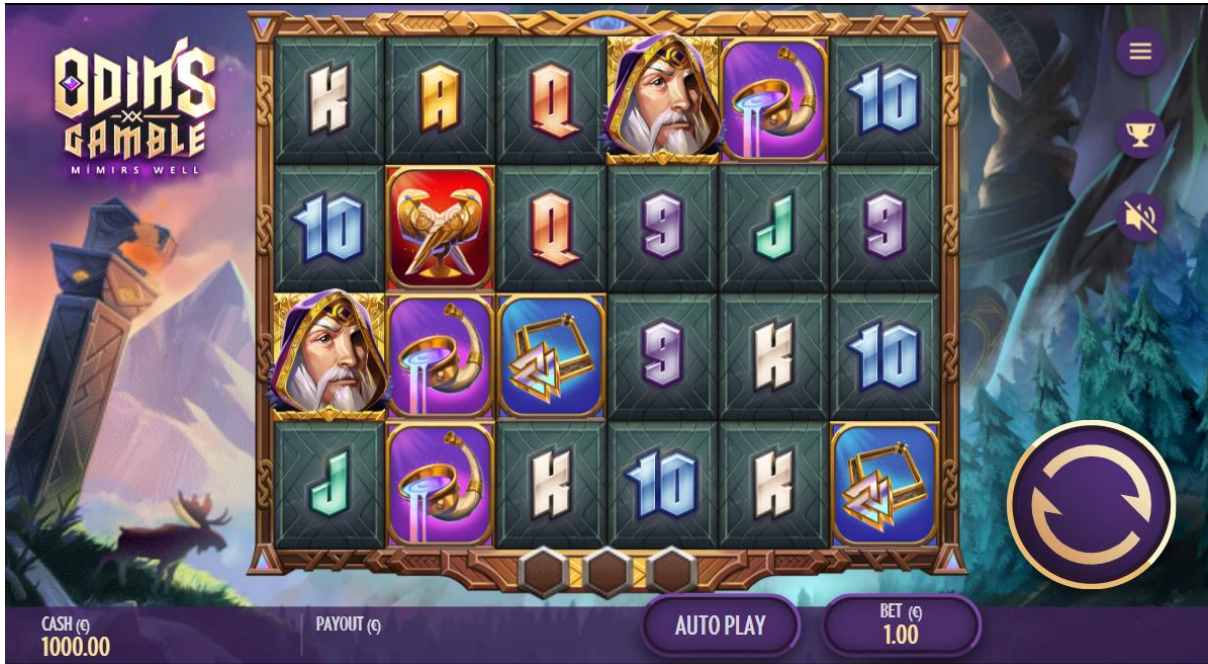 ODIN'S
GAMBLE
MÍMIRS WELL
K A Q 10
10 Q 9 J 9
9 K 10
J K 10 K
CASH (€)
1000.00
PAYOUT (€)
AUTO PLAY
BET (€)
1.00